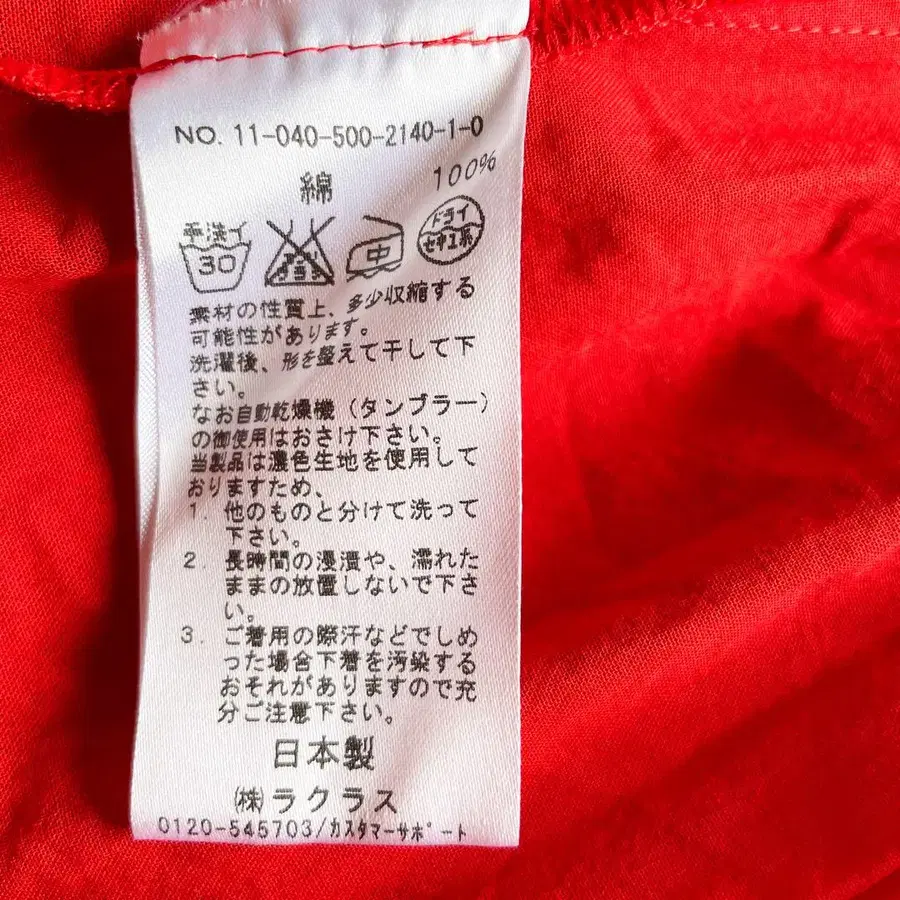 NO. 11-040-500-2140-1-0
綿 100%
手洗イ 30 中 ドライ セキユ系
素材の性質上、多少収縮する
可能性があります。
洗濯後、形を整えて干して下
さい。
なお自動乾燥機(タンブラー)
の御使用はおさけ下さい。
当製品は濃色生地を使用して
おりますため、
1. 他のものと分けて洗って
下さい。
2. 長時間の浸漬や、濡れた
ままの放置しないで下さ
い。
3. ご着用の際汗などでしめ
った場合下着を汚染する
おそれがありますので充
分ご注意下さい。
日本製
㈱ラクラス
0120-545703/カスタマーサポート